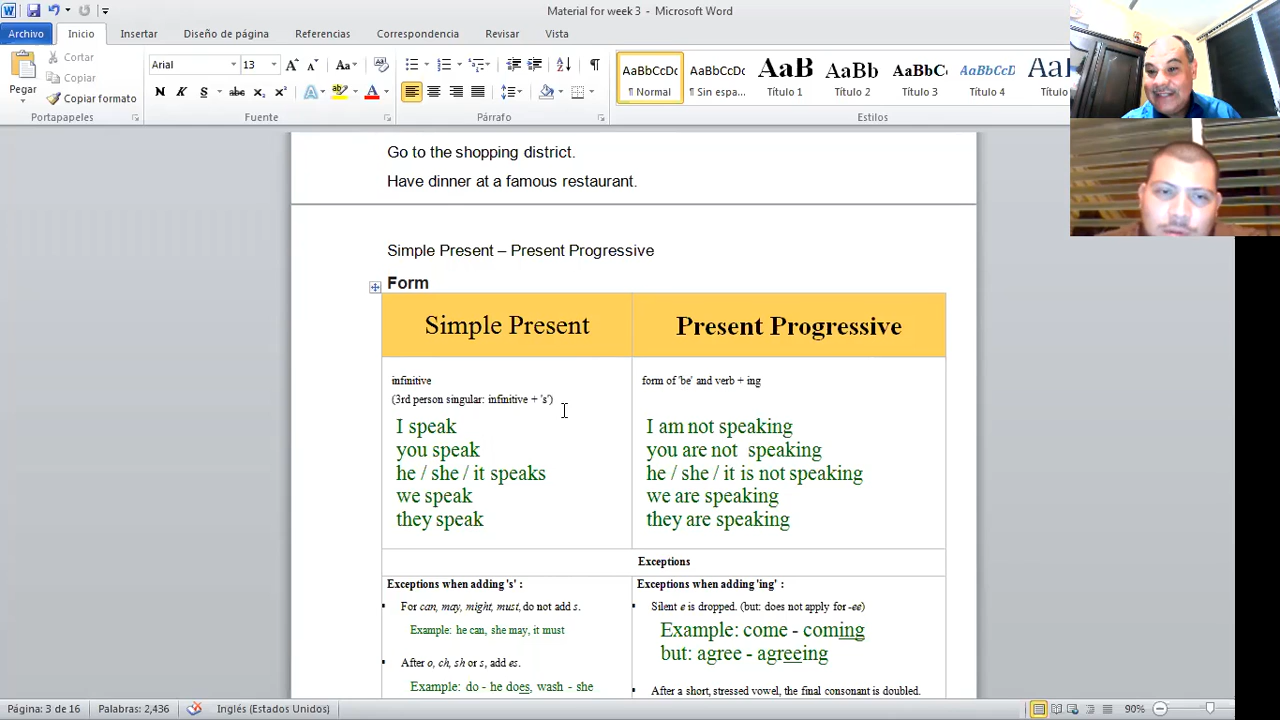 Material for week 3 - Microsoft Word
Archivo Inicio Insertar Diseño de página Referencias Correspondencia Revisar Vista
Cortar
Copiar
Pegar
Copiar formato
Portapapeles
Arial 13
Fuente
Párrafo
AaBbCcDc AaBbCcDc AaB AaBb AaBbC AaBbCcD AaB
¶ Normal ¶ Sin espa... Título 1 Título 2 Título 3 Título 4 Título
Estilos
Go to the shopping district.
Have dinner at a famous restaurant.
Simple Present – Present Progressive
Form
Simple Present
Present Progressive
infinitive
(3rd person singular: infinitive + 's')
I speak
you speak
he / she / it speaks
we speak
they speak
form of 'be' and verb + ing
I am not speaking
you are not speaking
he / she / it is not speaking
we are speaking
they are speaking
Exceptions
Exceptions when adding 's' :
For can, may, might, must, do not add s.
Example: he can, she may, it must
After o, ch, sh or s, add es.
Example: do - he does, wash - she
Exceptions when adding 'ing' :
Silent e is dropped. (but: does not apply for -ee)
Example: come - coming
but: agree - agreeing
After a short, stressed vowel, the final consonant is doubled.
Página: 3 de 16 Palabras: 2,436 Inglés (Estados Unidos) 90%